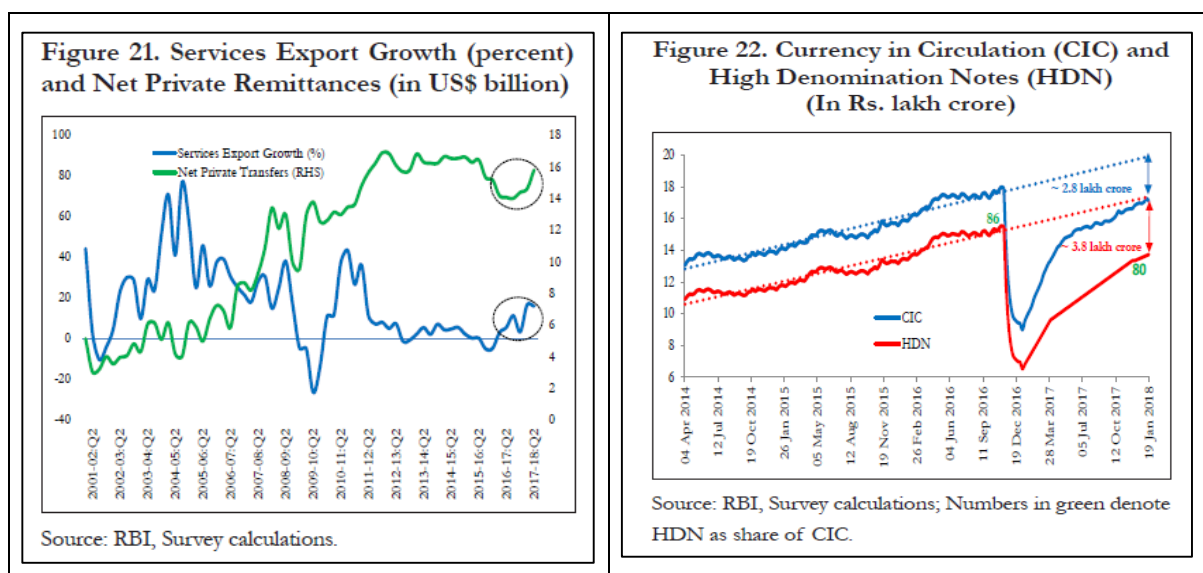 Figure 21. Services Export Growth (percent)
and Net Private Remittances (in US$ billion)
100
80
60
40
20
0
-20
-40
18
16
14
12
10
8
6
4
2
0
Services Export Growth (%)
Net Private Transfers (RHS)
2001-02:Q2
2002-03:Q2
2003-04:Q2
2004-05:Q2
2005-06:Q2
2006-07:Q2
2007-08:Q2
2008-09:Q2
2009-10:Q2
2010-11:Q2
2011-12:Q2
2012-13:Q2
2013-14:Q2
2014-15:Q2
2015-16:Q2
2016-17:Q2
2017-18:Q2
Source: RBI, Survey calculations.
Figure 22. Currency in Circulation (CIC) and
High Denomination Notes (HDN)
(In Rs. lakh crore)
20
18
16
14
12
10
8
6
~ 2.8 lakh crore
86
~ 3.8 lakh crore
80
CIC
HDN
04 Apr 2014
12 Jul 2014
19 Oct 2014
26 Jan 2015
05 May 2015
12 Aug 2015
19 Nov 2015
26 Feb 2016
04 Jun 2016
11 Sep 2016
19 Dec 2016
28 Mar 2017
05 Jul 2017
12 Oct 2017
19 Jan 2018
Source: RBI, Survey calculations; Numbers in green denote
HDN as share of CIC.